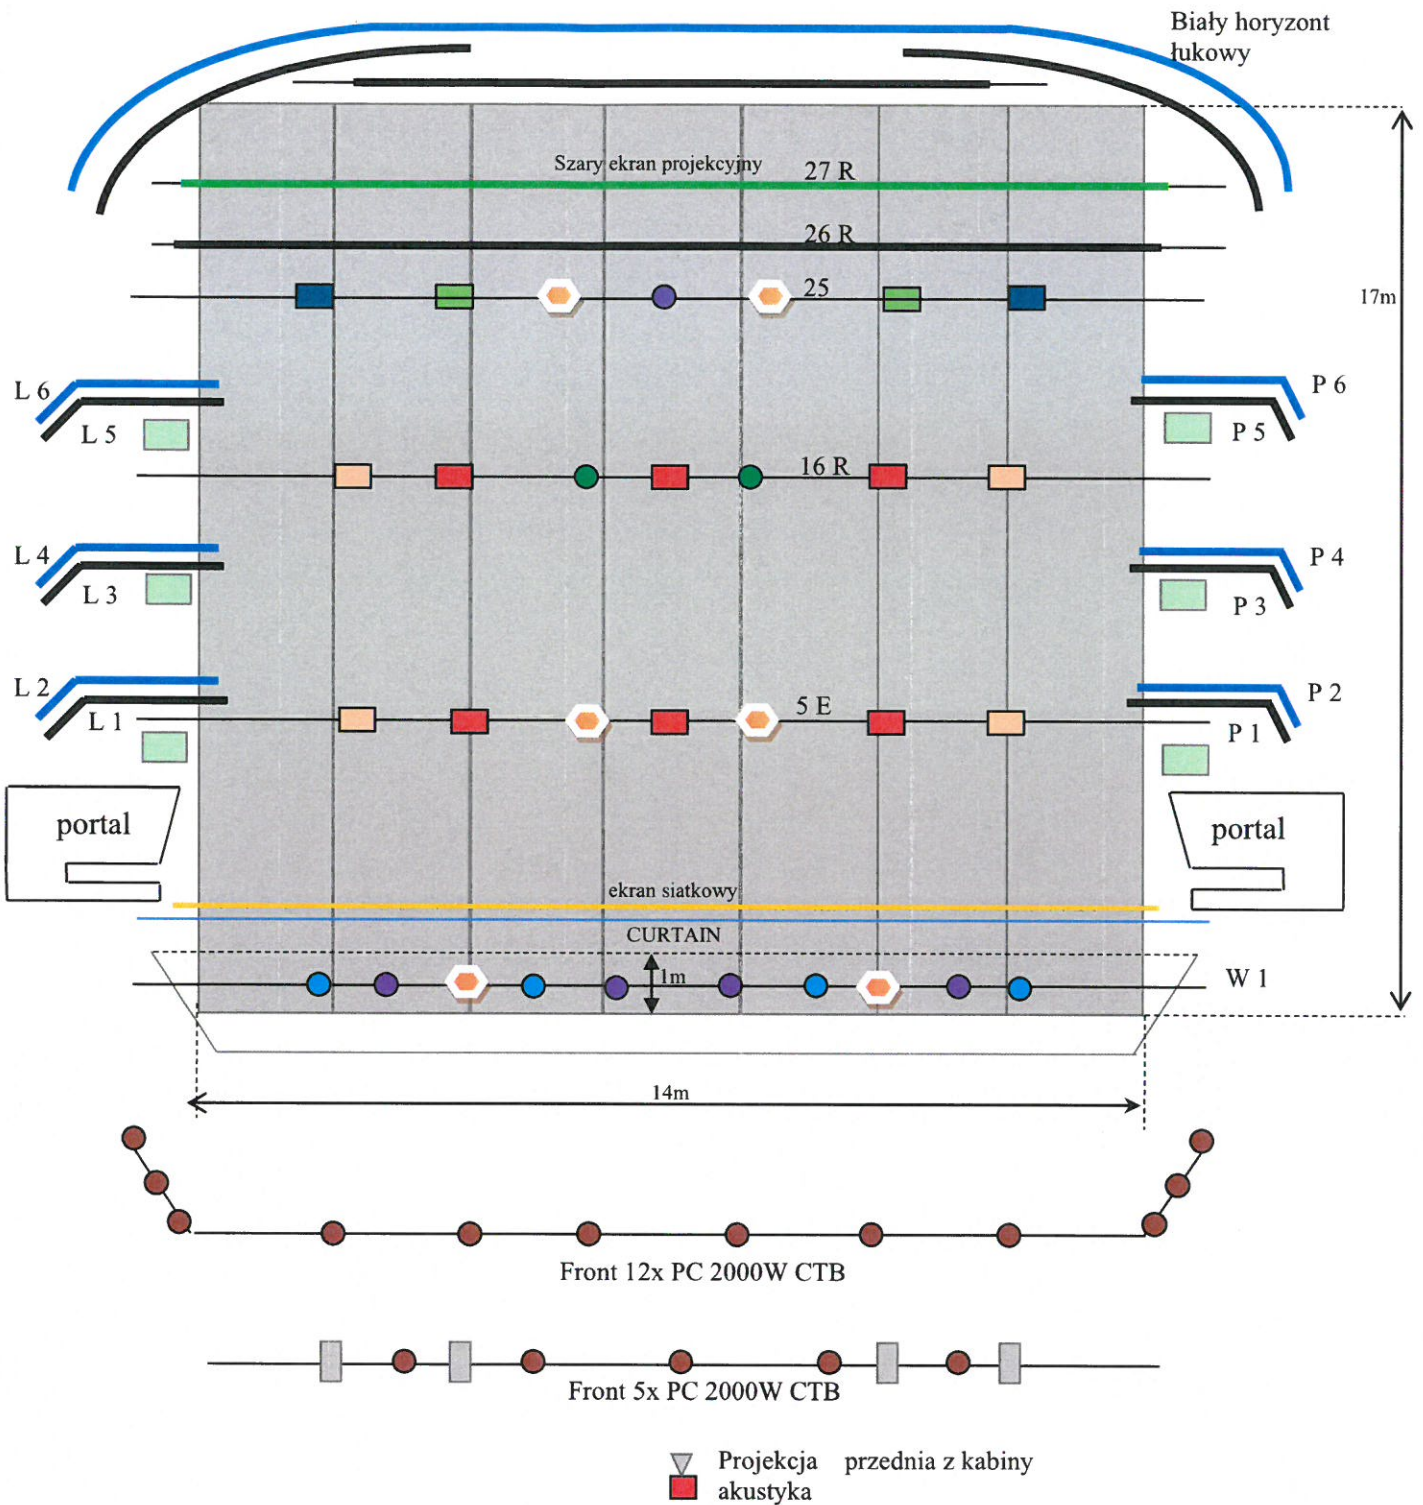 Biały horyzont
łukowy
Szary ekran projekcyjny
27 R
26 R
25
17m
L 6
P 6
L 5
P 5
16 R
L 4
P 4
L 3
P 3
L 2
P 2
5 E
L 1
P 1
portal
portal
ekran siatkowy
CURTAIN
1m
W 1
14m
Front 12x PC 2000W CTB
Front 5x PC 2000W CTB
Projekcja przednia z kabiny
akustyka